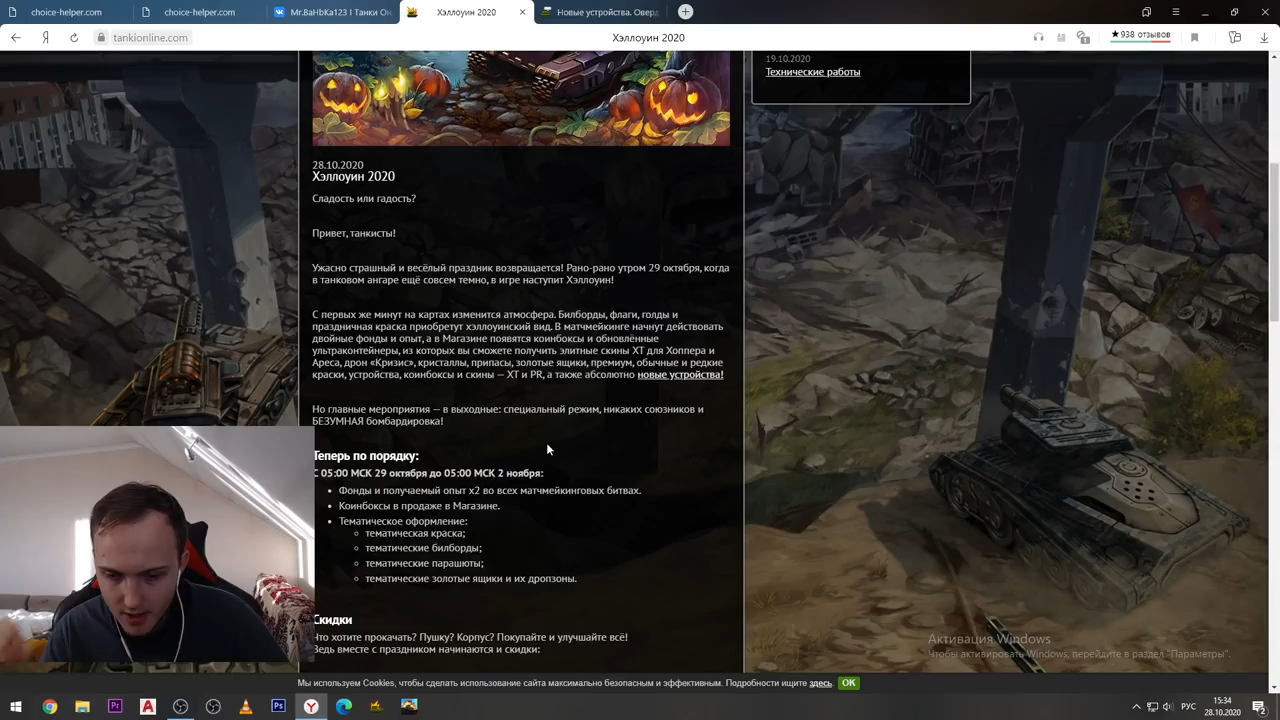 choice-helper.com
choice-helper.com
Mr.BaHbKa123 I Танки Он
Хэллоуин 2020
Новые устройства. Оверд
tankionline.com
Хэллоуин 2020
★938 отзывов
19.10.2020
Технические работы
28.10.2020
Хэллоуин 2020
Сладость или гадость?
Привет, танкисты!
Ужасно страшный и весёлый праздник возвращается! Рано-рано утром 29 октября, когда
в танковом ангаре ещё совсем темно, в игре наступит Хэллоуин!
С первых же минут на картах изменится атмосфера. Билборды, флаги, голды и
праздничная краска приобретут хэллоуинский вид. В матчмейкинге начнут действовать
двойные фонды и опыт, а в Магазине появятся коинбоксы и обновлённые
ультраконтейнеры, из которых вы сможете получить элитные скины XT для Хоппера и
Ареса, дрон «Кризис», кристаллы, припасы, золотые ящики, премиум, обычные и редкие
краски, устройства, коинбоксы и скины — XT и PR, а также абсолютно новые устройства!
Но главные мероприятия — в выходные: специальный режим, никаких союзников и
БЕЗУМНАЯ бомбардировка!
Теперь по порядку:
С 05:00 МСК 29 октября до 05:00 МСК 2 ноября:
• Фонды и получаемый опыт x2 во всех матчмейкинговых битвах.
• Коинбоксы в продаже в Магазине.
• Тематическое оформление:
тематическая краска;
тематические билборды;
тематические парашюты;
тематические золотые ящики и их дропзоны.
Скидки
Что хотите прокачать? Пушку? Корпус? Покупайте и улучшайте всё!
Ведь вместе с праздником начинаются и скидки:
Активация Windows
Чтобы активировать Windows, перейдите в раздел "Параметры".
Мы используем Cookies, чтобы сделать использование сайта максимально безопасным и эффективным. Подробности ищите здесь OK
РУС
15:34
28.10.2020